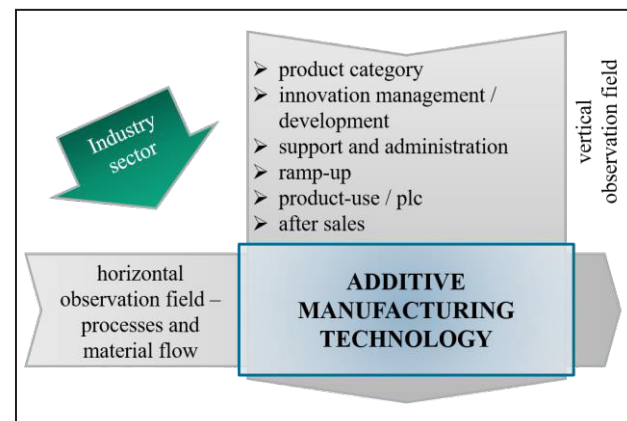 Industry
sector
➢ product category
➢ innovation management /
development
➢ support and administration
➢ ramp-up
➢ product-use / plc
➢ after sales
vertical
observation field
horizontal
observation field –
processes and
material flow
ADDITIVE
MANUFACTURING
TECHNOLOGY